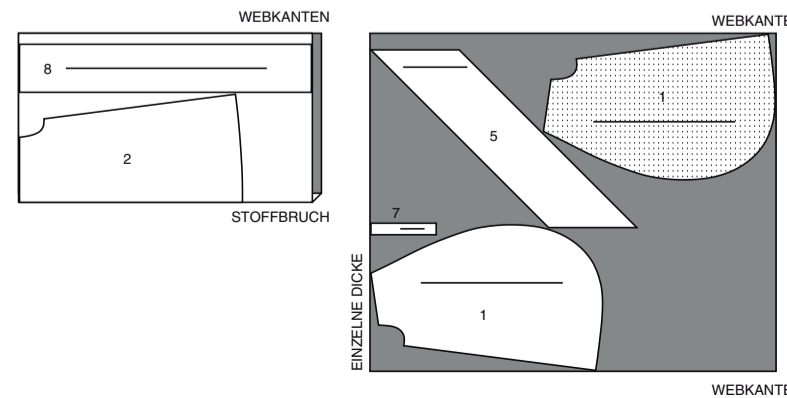 WEBKANTEN
8
2
STOFFBRUCH
WEBKANTE
1
5
7
EINZELNE DICKE
1
WEBKANTE